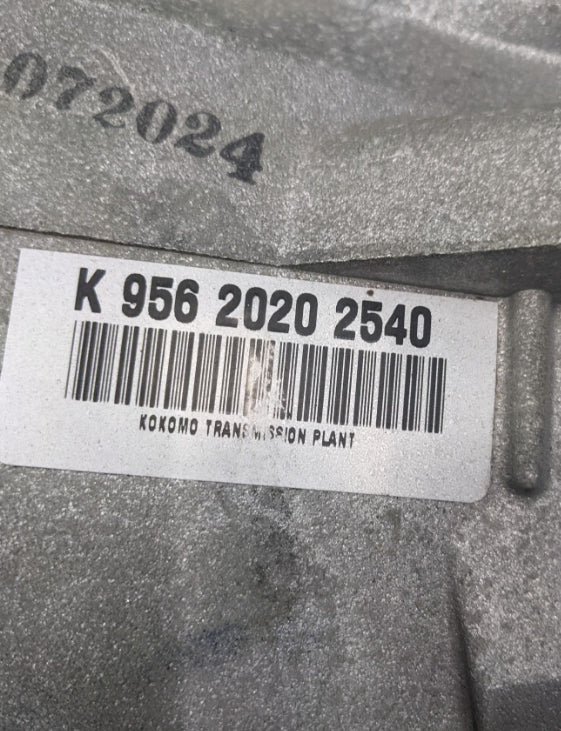 072024
K 956 2020 2540
KOKOMO TRANSMISSION PLANT